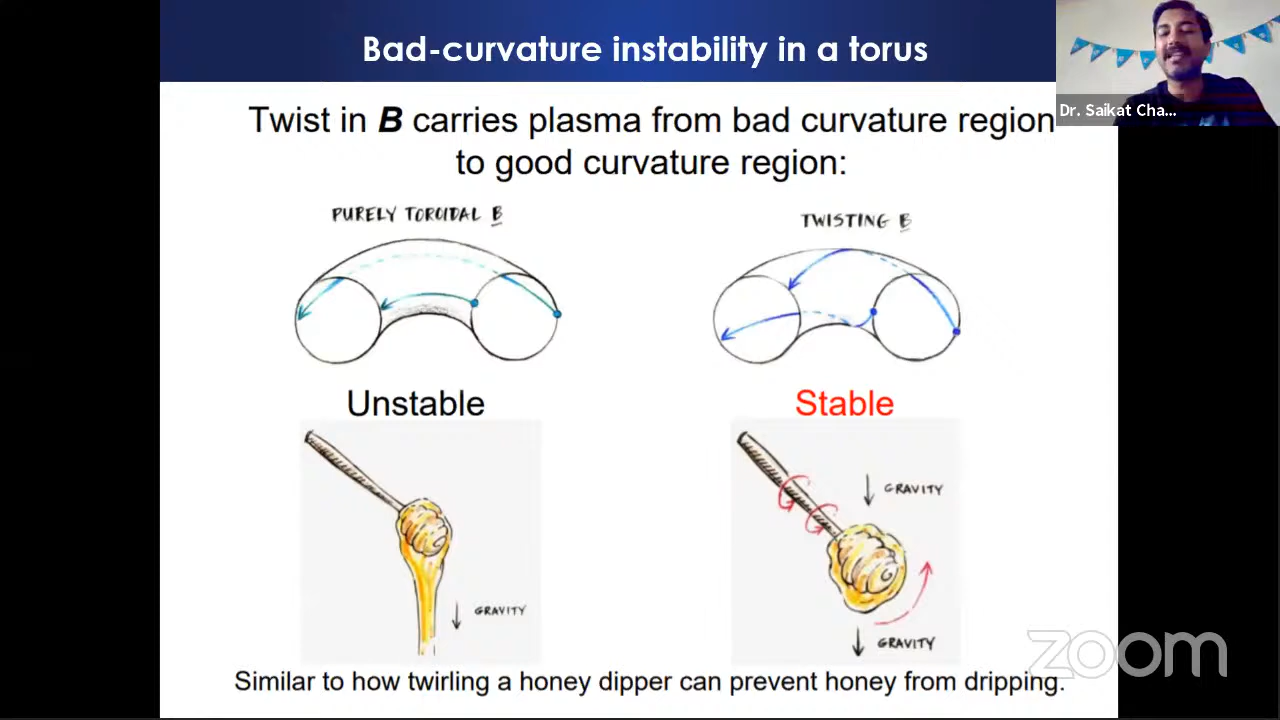 Bad-curvature instability in a torus
Dr. Saikat Cha...
Twist in B carries plasma from bad curvature region
to good curvature region:
PURELY TOROIDAL B
TWISTING B
Unstable
Stable
GRAVITY
GRAVITY
GRAVITY
zoom
Similar to how twirling a honey dipper can prevent honey from dripping.